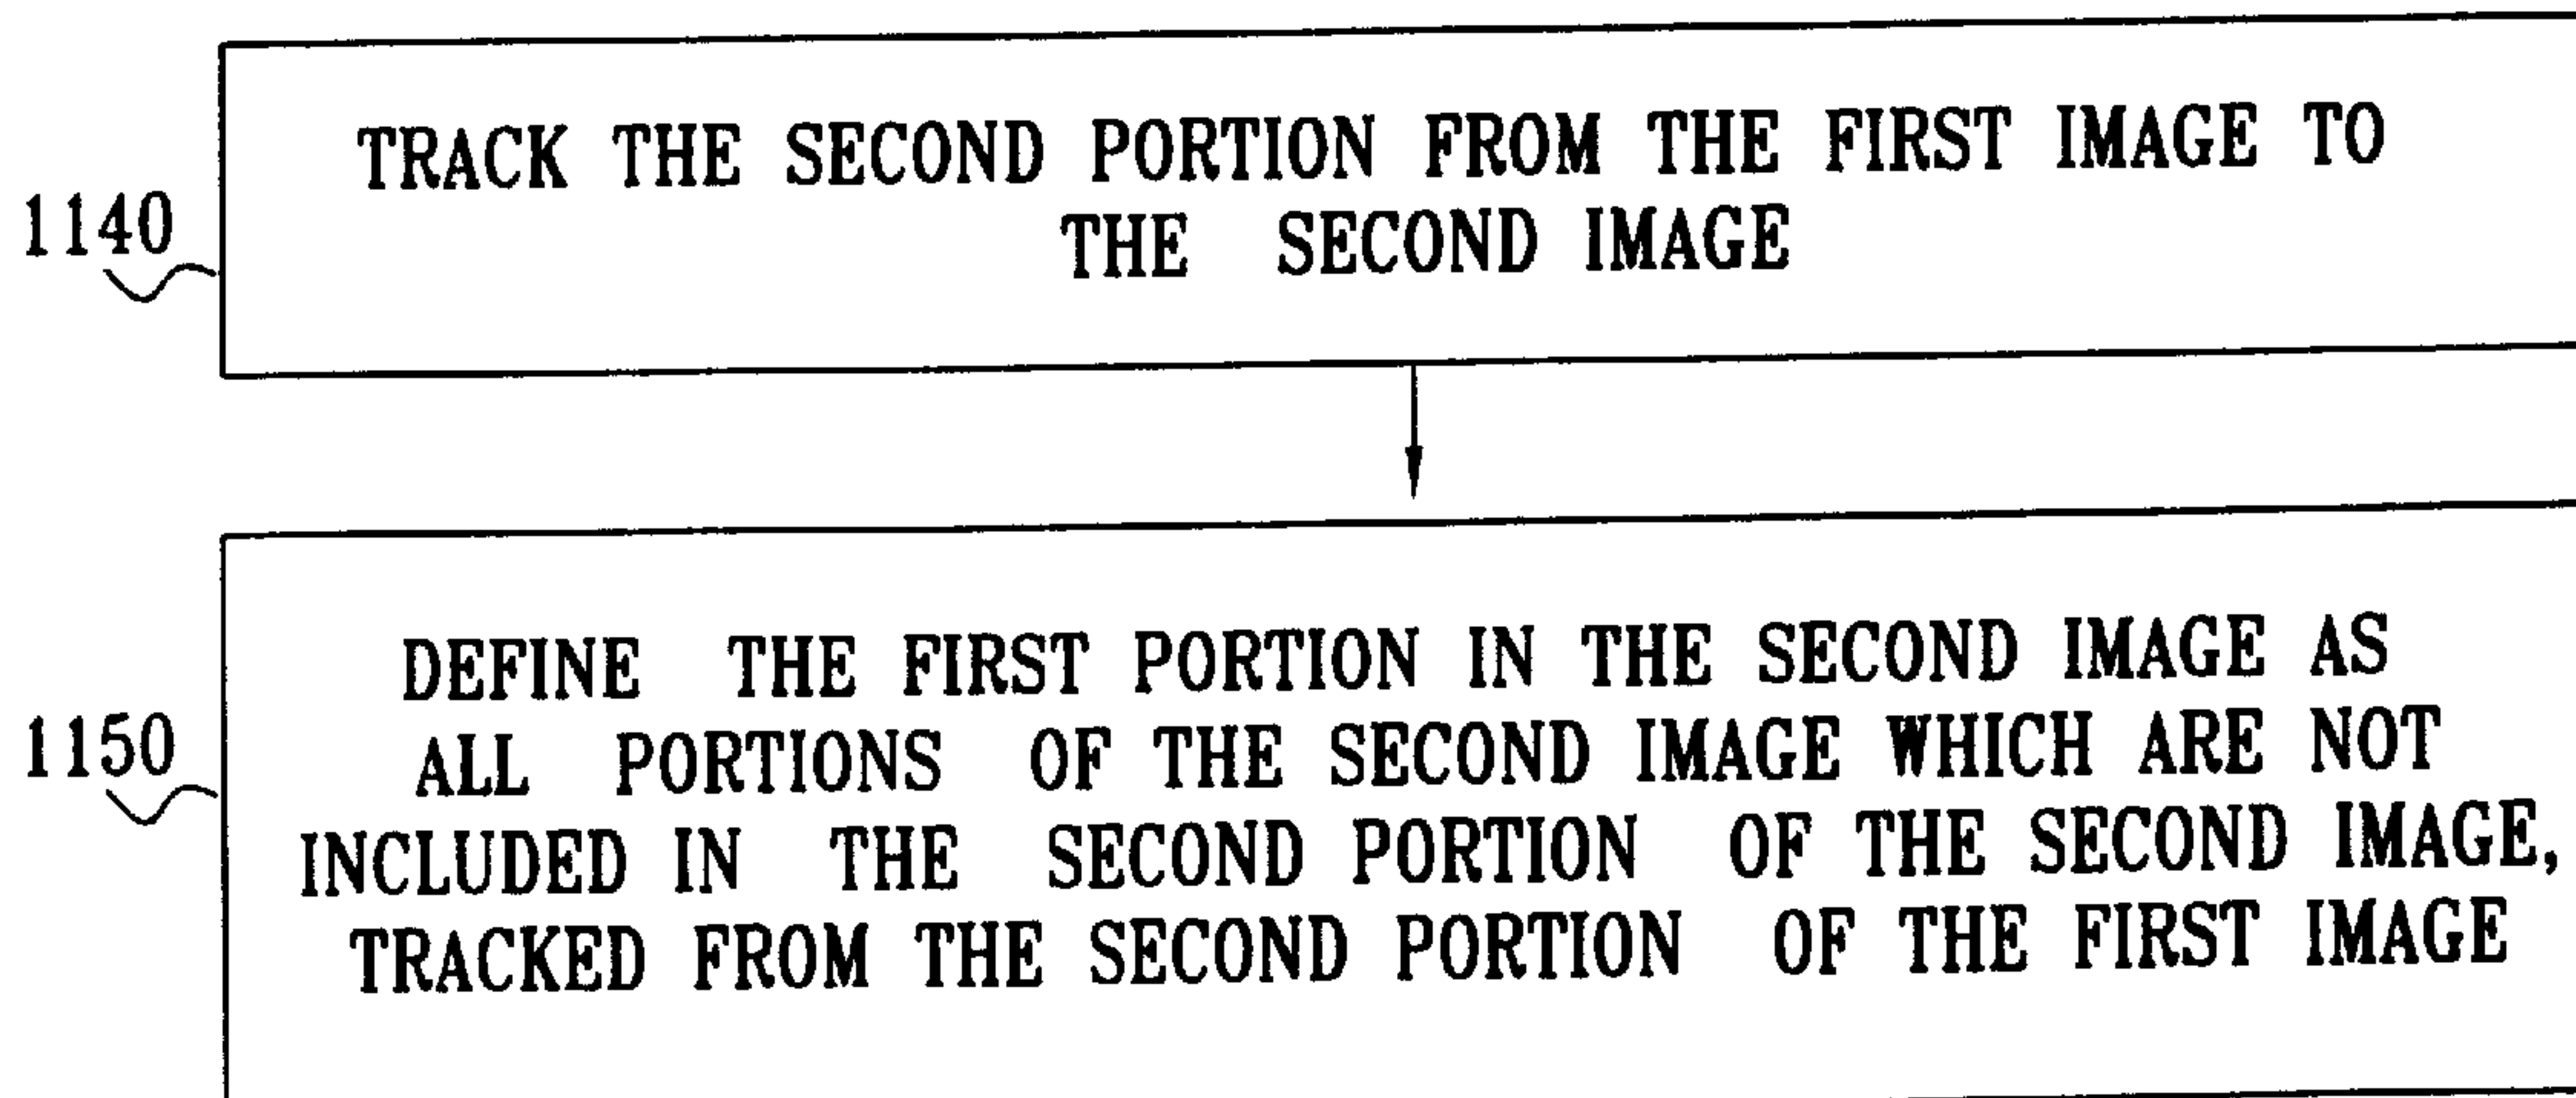 TRACK THE SECOND PORTION FROM THE FIRST IMAGE TO
THE SECOND IMAGE
1140
DEFINE THE FIRST PORTION IN THE SECOND IMAGE AS
ALL PORTIONS OF THE SECOND IMAGE WHICH ARE NOT
INCLUDED IN THE SECOND PORTION OF THE SECOND IMAGE,
TRACKED FROM THE SECOND PORTION OF THE FIRST IMAGE
1150